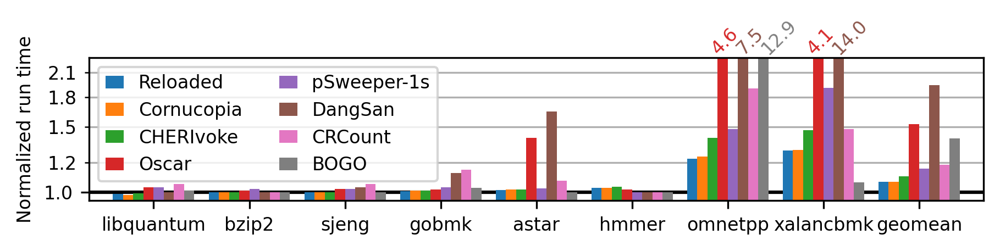 4.6 7.5 12.9 4.1 14.0
Normalized run time
2.1
1.8
1.5
1.2
1.0
Reloaded
Cornucopia
CHERIvoke
Oscar
pSweeper-1s
DangSan
CRCount
BOGO
libquantum bzip2 sjeng gobmk astar hmmer omnetpp xalancbmk geomean